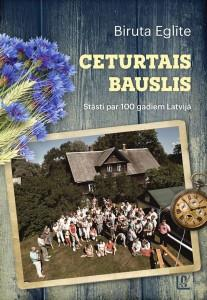 Biruta Eglīte
CETURTAIS
BAUSLIS
Stāsti par 100 gadiem Latvijā